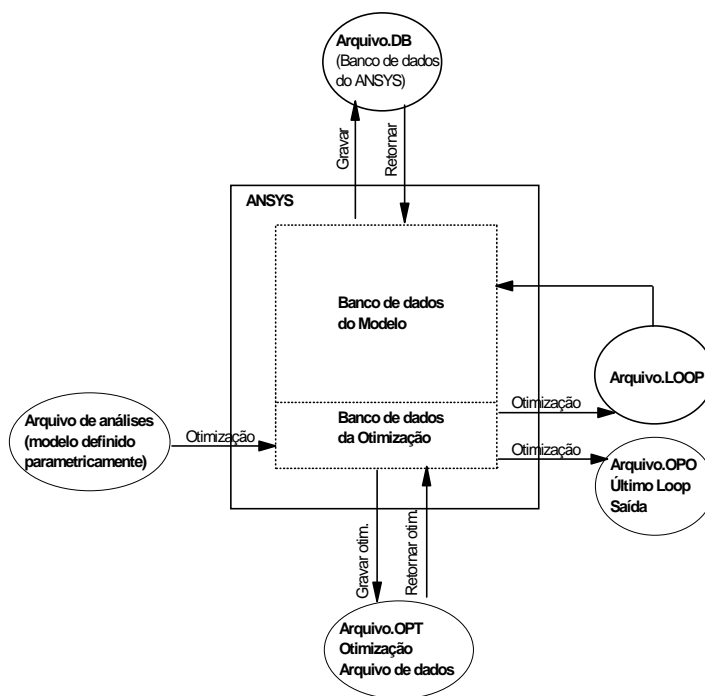 Arquivo.DB
(Banco de dados
do ANSYS)
Gravar
Retornar
ANSYS
Banco de dados
do Modelo
Arquivo.LOOP
Arquivo de análises
(modelo definido
parametricamente)
Otimização
Banco de dados
da Otimização
Otimização
Otimização
Arquivo.OPO
Último Loop
Saída
Gravar otim.
Retornar otim.
Arquivo.OPT
Otimização
Arquivo de dados